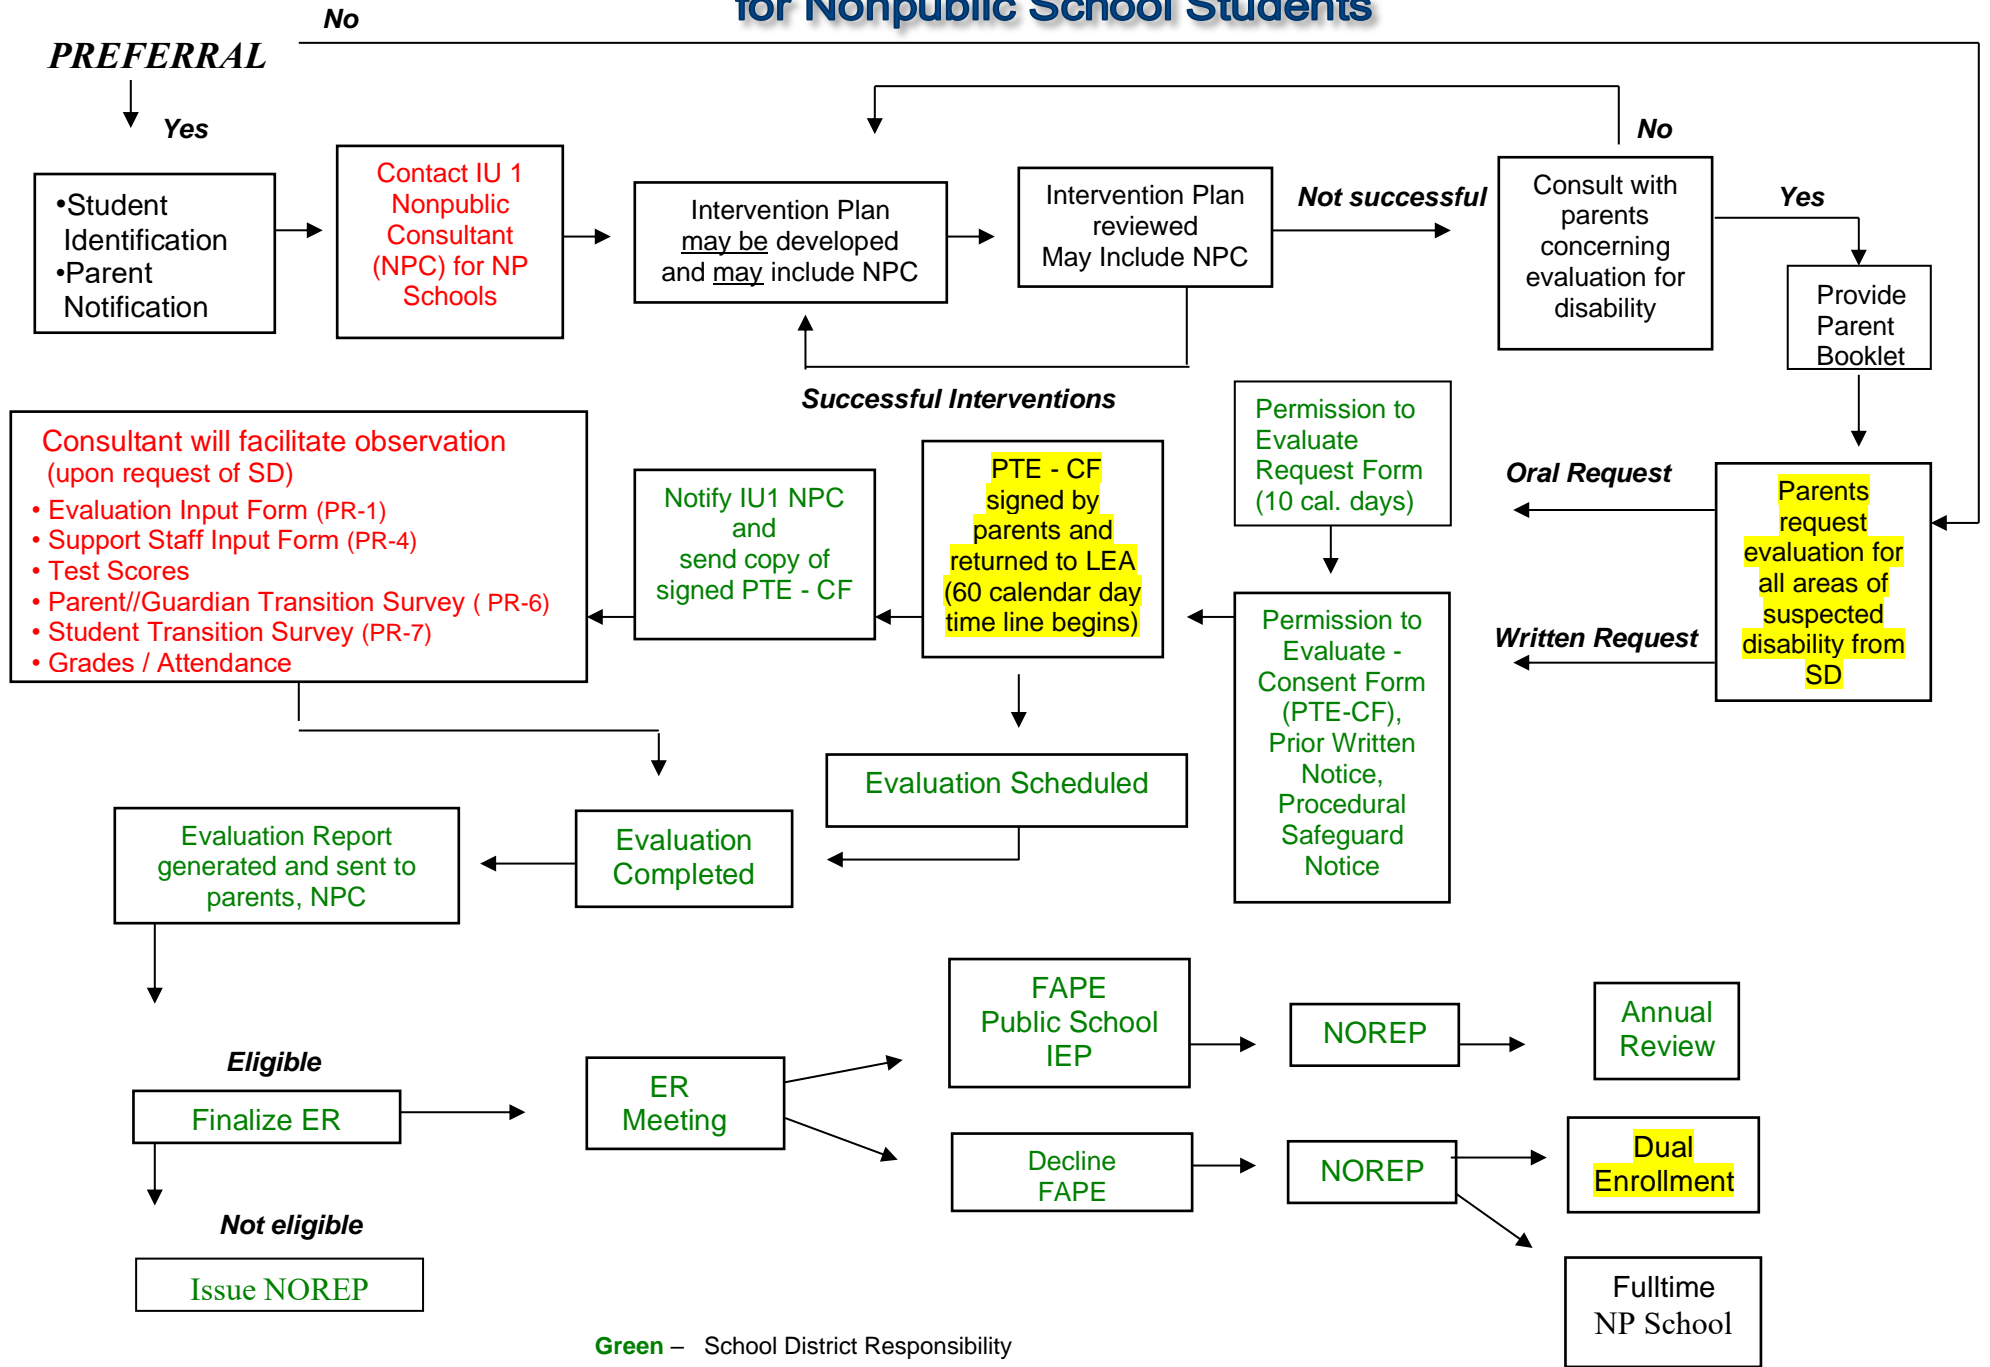 for Nonpublic School Students
No
PREFERRAL
Yes
No
•Student
Identification
•Parent
Notification
Contact IU 1
Nonpublic
Consultant
(NPC) for NP
Schools
Intervention Plan
may be developed
and may include NPC
Intervention Plan
reviewed
May Include NPC
Not successful
Consult with
parents
concerning
evaluation for
disability
Yes
Provide
Parent
Booklet
Successful Interventions
Consultant will facilitate observation
(upon request of SD)
• Evaluation Input Form (PR-1)
• Support Staff Input Form (PR-4)
• Test Scores
• Parent//Guardian Transition Survey ( PR-6)
• Student Transition Survey (PR-7)
• Grades / Attendance
Notify IU1 NPC
and
send copy of
signed PTE - CF
PTE - CF
signed by
parents and
returned to LEA
(60 calendar day
time line begins)
Permission to
Evaluate
Request Form
(10 cal. days)
Oral Request
Written Request
Parents
request
evaluation for
all areas of
suspected
disability from
SD
Permission to
Evaluate -
Consent Form
(PTE-CF),
Prior Written
Notice,
Procedural
Safeguard
Notice
Evaluation Scheduled
Evaluation
Completed
Evaluation Report
generated and sent to
parents, NPC
Eligible
Finalize ER
Not eligible
Issue NOREP
ER
Meeting
FAPE
Public School
IEP
NOREP
Annual
Review
Decline
FAPE
NOREP
Dual
Enrollment
Fulltime
NP School
Green – School District Responsibility